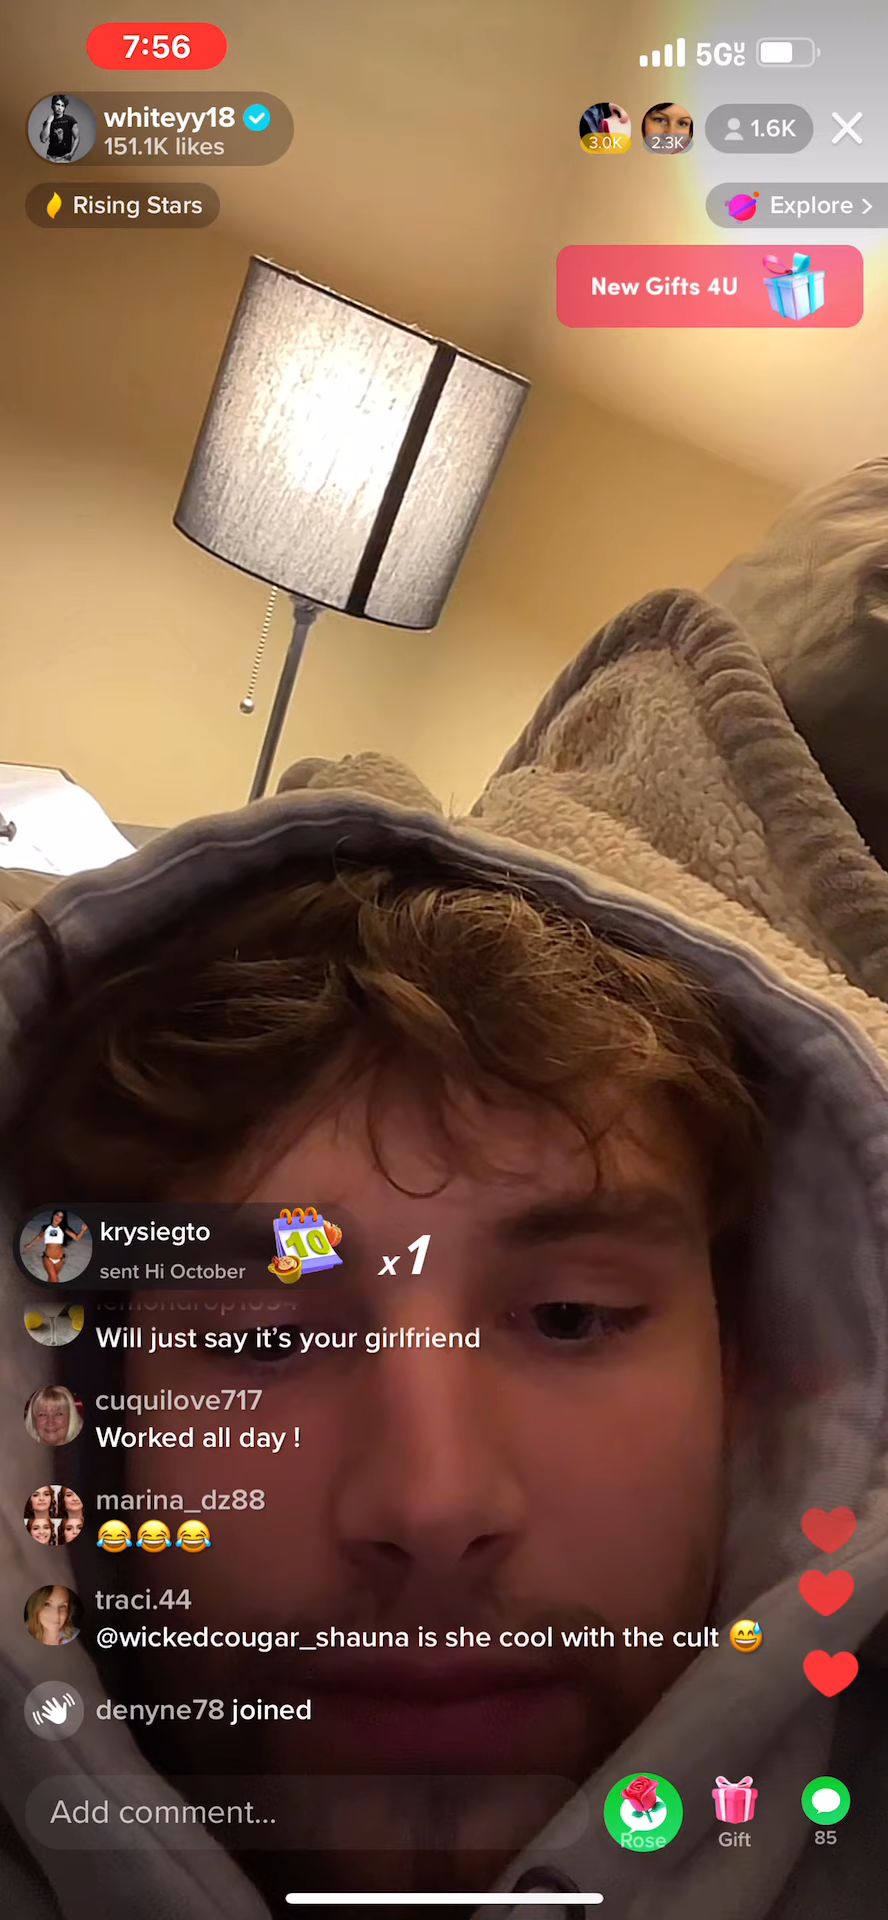 7:56
5G UC
whiteyy18
151.1K likes
3.0K
2.3K
1.6K
Rising Stars
Explore >
New Gifts 4U
krysiegto
sent Hi October
10
x1
Will just say it's your girlfriend
cuquilove717
Worked all day !
marina_dz88
😂😂😂
traci.44
@wickedcougar_shauna is she cool with the cult 😅
denyne78 joined
Add comment...
Rose
Gift
85